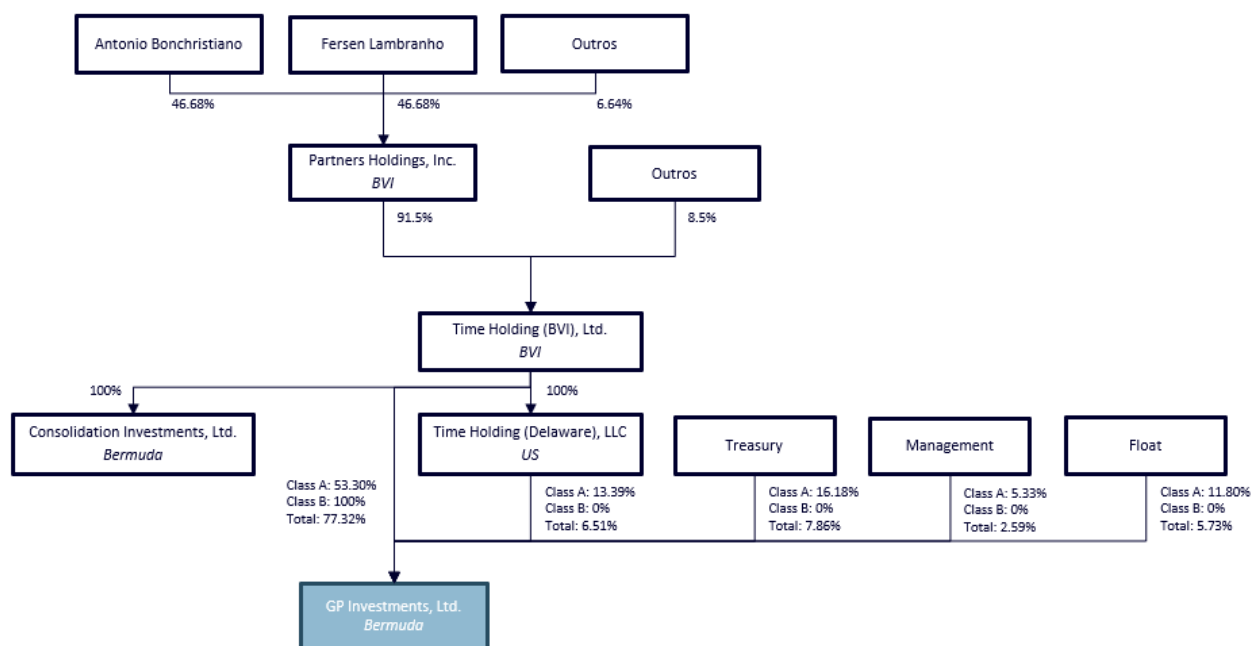 Antonio Bonchristiano
Fersen Lambranho
Outros
46.68%
46.68%
6.64%
Partners Holdings, Inc.
BVI
Outros
91.5%
8.5%
Time Holding (BVI), Ltd.
BVI
100%
100%
Consolidation Investments, Ltd.
Bermuda
Time Holding (Delaware), LLC
US
Treasury
Management
Float
Class A: 53.30%
Class B: 100%
Total: 77.32%
Class A: 13.39%
Class B: 0%
Total: 6.51%
Class A: 16.18%
Class B: 0%
Total: 7.86%
Class A: 5.33%
Class B: 0%
Total: 2.59%
Class A: 11.80%
Class B: 0%
Total: 5.73%
GP Investments, Ltd.
Bermuda